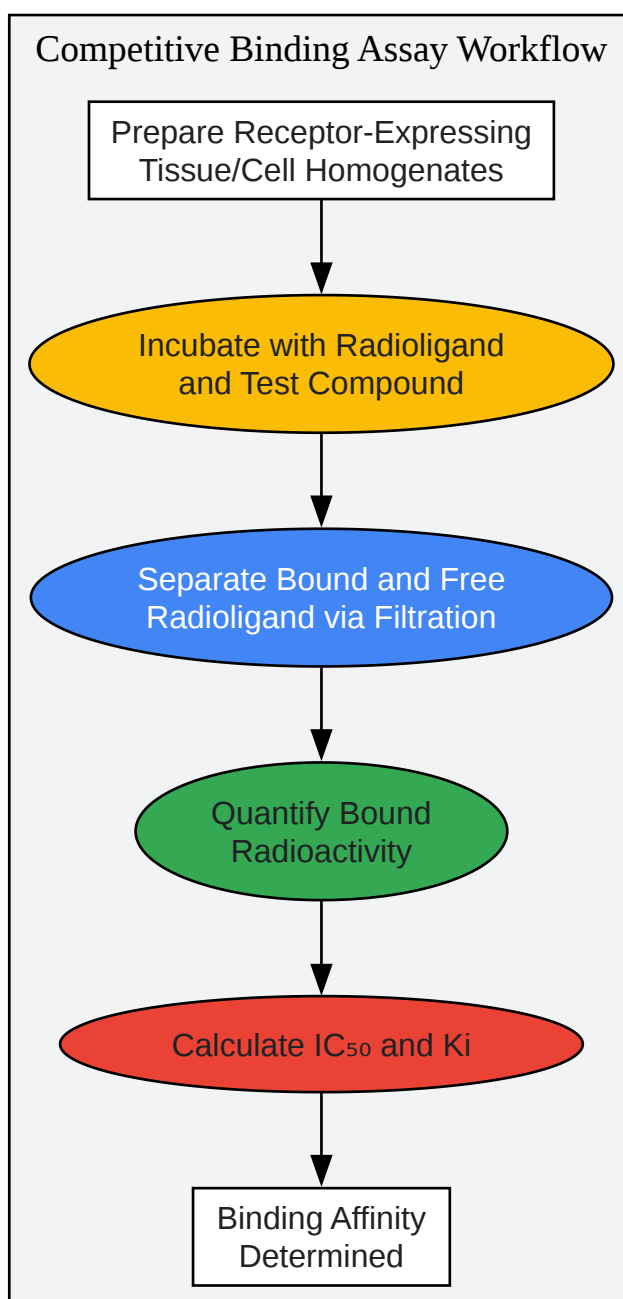 Competitive Binding Assay Workflow
Prepare Receptor-Expressing
Tissue/Cell Homogenates
Incubate with Radioligand
and Test Compound
Separate Bound and Free
Radioligand via Filtration
Quantify Bound
Radioactivity
Calculate IC₅₀ and Ki
Binding Affinity
Determined